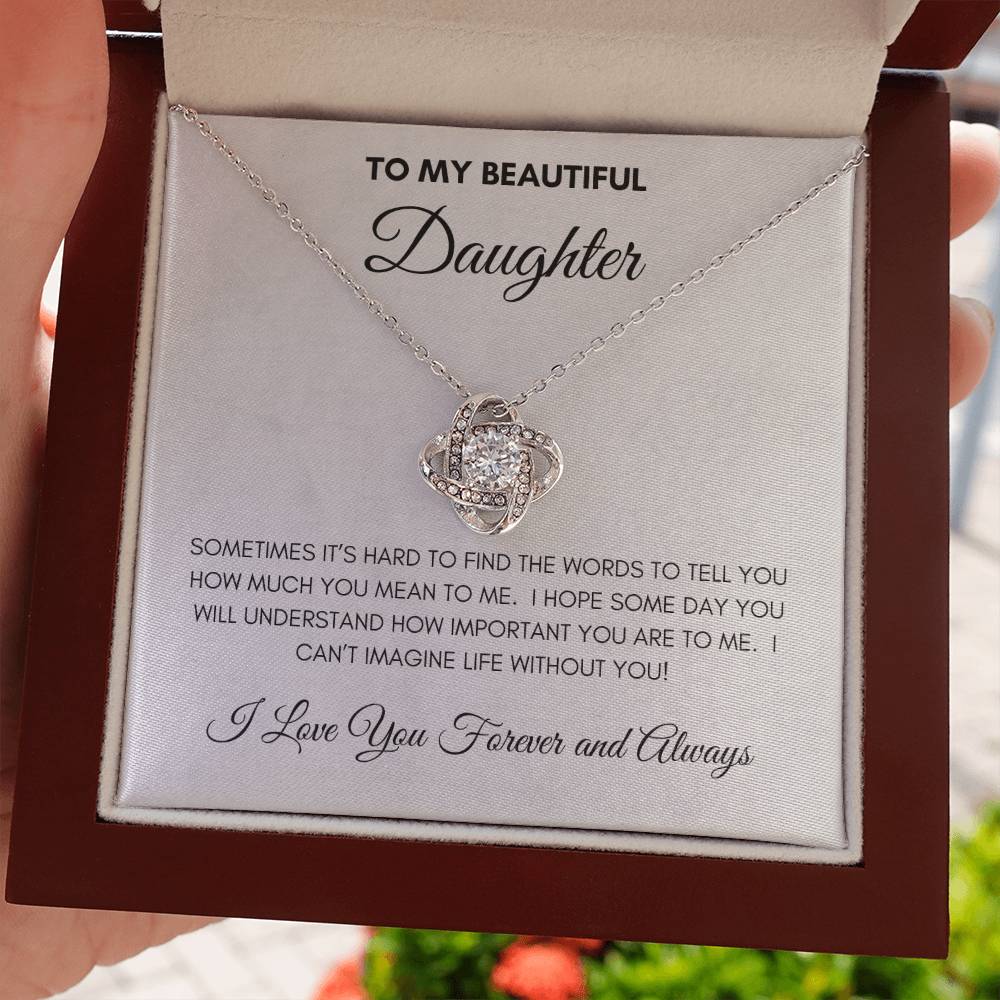 TO MY BEAUTIFUL
Daughter
SOMETIMES IT'S HARD TO FIND THE WORDS TO TELL YOU
HOW MUCH YOU MEAN TO ME.  I HOPE SOME DAY YOU
WILL UNDERSTAND HOW IMPORTANT YOU ARE TO ME.  I
CAN'T IMAGINE LIFE WITHOUT YOU!
I Love You Forever and Always